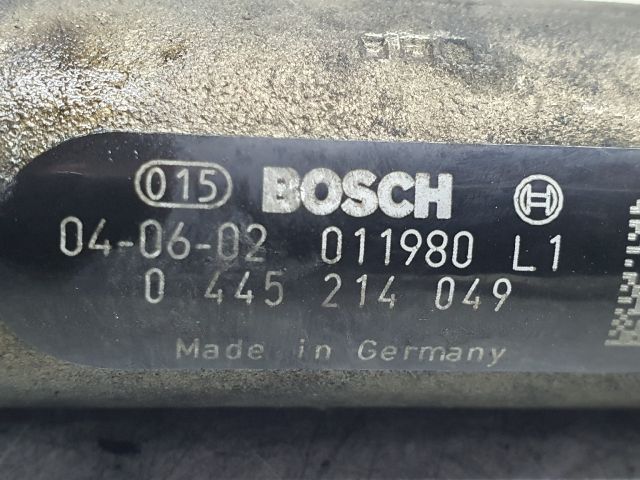 015 BOSCH
04-06-02 011980 L1
0 445 214 049
Made in Germany